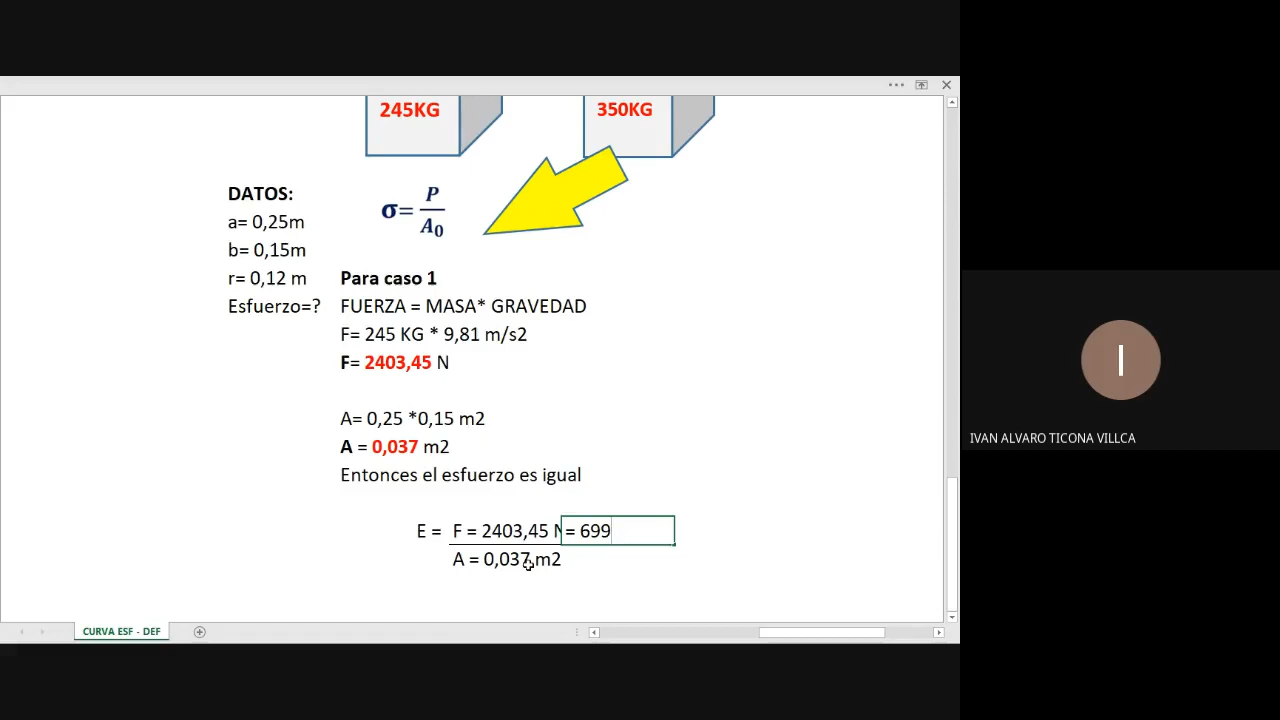 245KG
350KG
DATOS:
a= 0,25m
b= 0,15m
r= 0,12 m
Esfuerzo=?
σ= P
A0
Para caso 1
FUERZA = MASA* GRAVEDAD
F= 245 KG * 9,81 m/s2
F= 2403,45 N
A= 0,25 *0,15 m2
A = 0,037 m2
Entonces el esfuerzo es igual
E = F = 2403,45 N= 699
A = 0,037 m2
CURVA ESF - DEF
I
IVAN ALVARO TICONA VILLCA